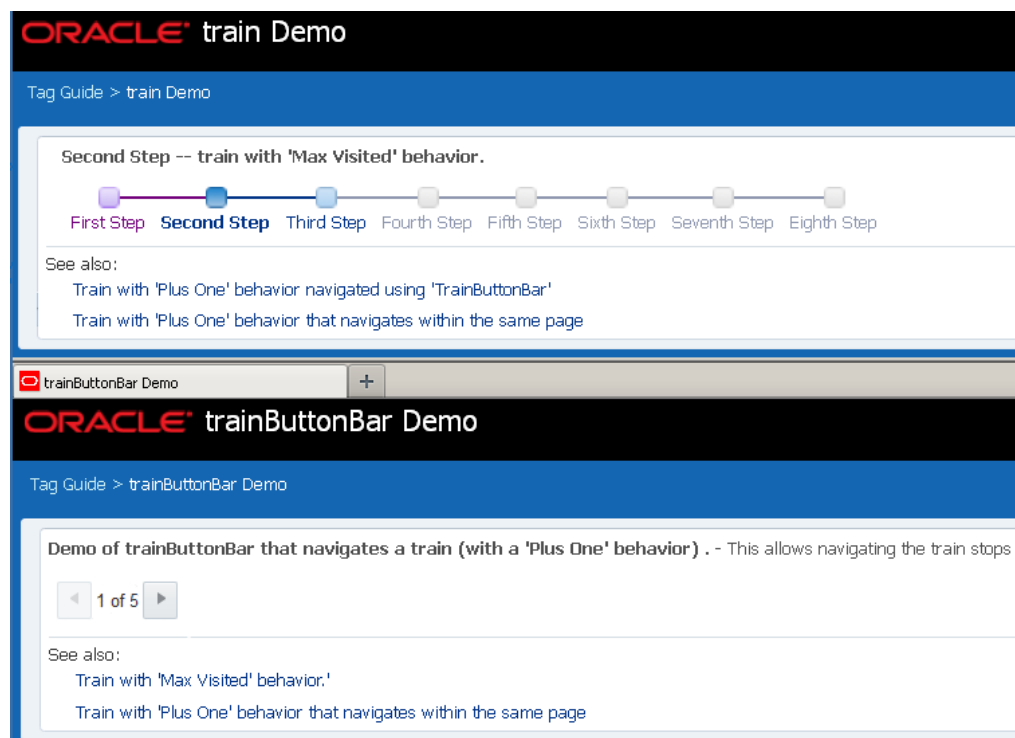 ORACLE train Demo
Tag Guide > train Demo
Second Step -- train with 'Max Visited' behavior.
First Step Second Step Third Step Fourth Step Fifth Step Sixth Step Seventh Step Eighth Step
See also:
Train with 'Plus One' behavior navigated using 'TrainButtonBar'
Train with 'Plus One' behavior that navigates within the same page
trainButtonBar Demo
ORACLE trainButtonBar Demo
Tag Guide > trainButtonBar Demo
Demo of trainButtonBar that navigates a train (with a 'Plus One' behavior) . - This allows navigating the train stops
1 of 5
See also:
Train with 'Max Visited' behavior.'
Train with 'Plus One' behavior that navigates within the same page